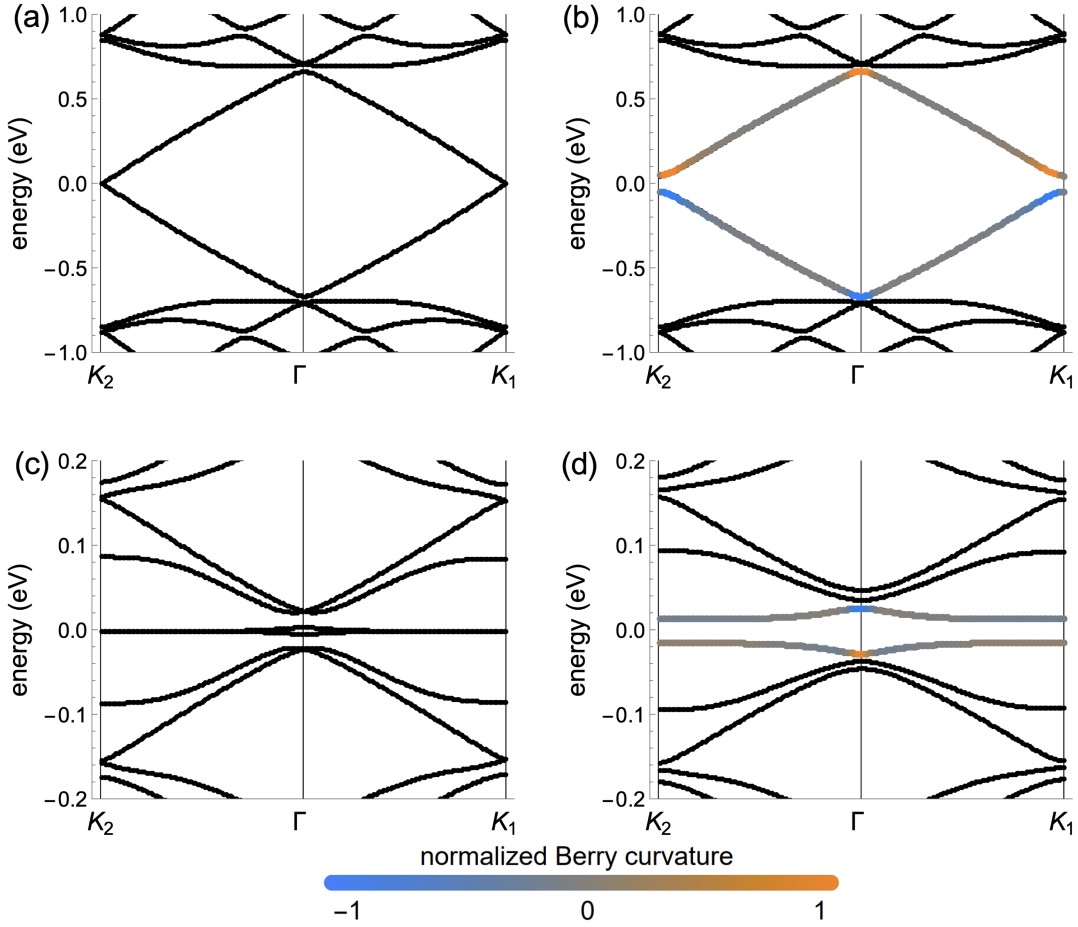 (a)
1.0
0.5
0.0
−0.5
−1.0
energy (eV)
K2
Γ
K1
(b)
1.0
0.5
0.0
−0.5
−1.0
energy (eV)
K2
Γ
K1
(c)
0.2
0.1
0.0
−0.1
−0.2
energy (eV)
K2
Γ
K1
(d)
0.2
0.1
0.0
−0.1
−0.2
energy (eV)
K2
Γ
K1
normalized Berry curvature
−1 0 1